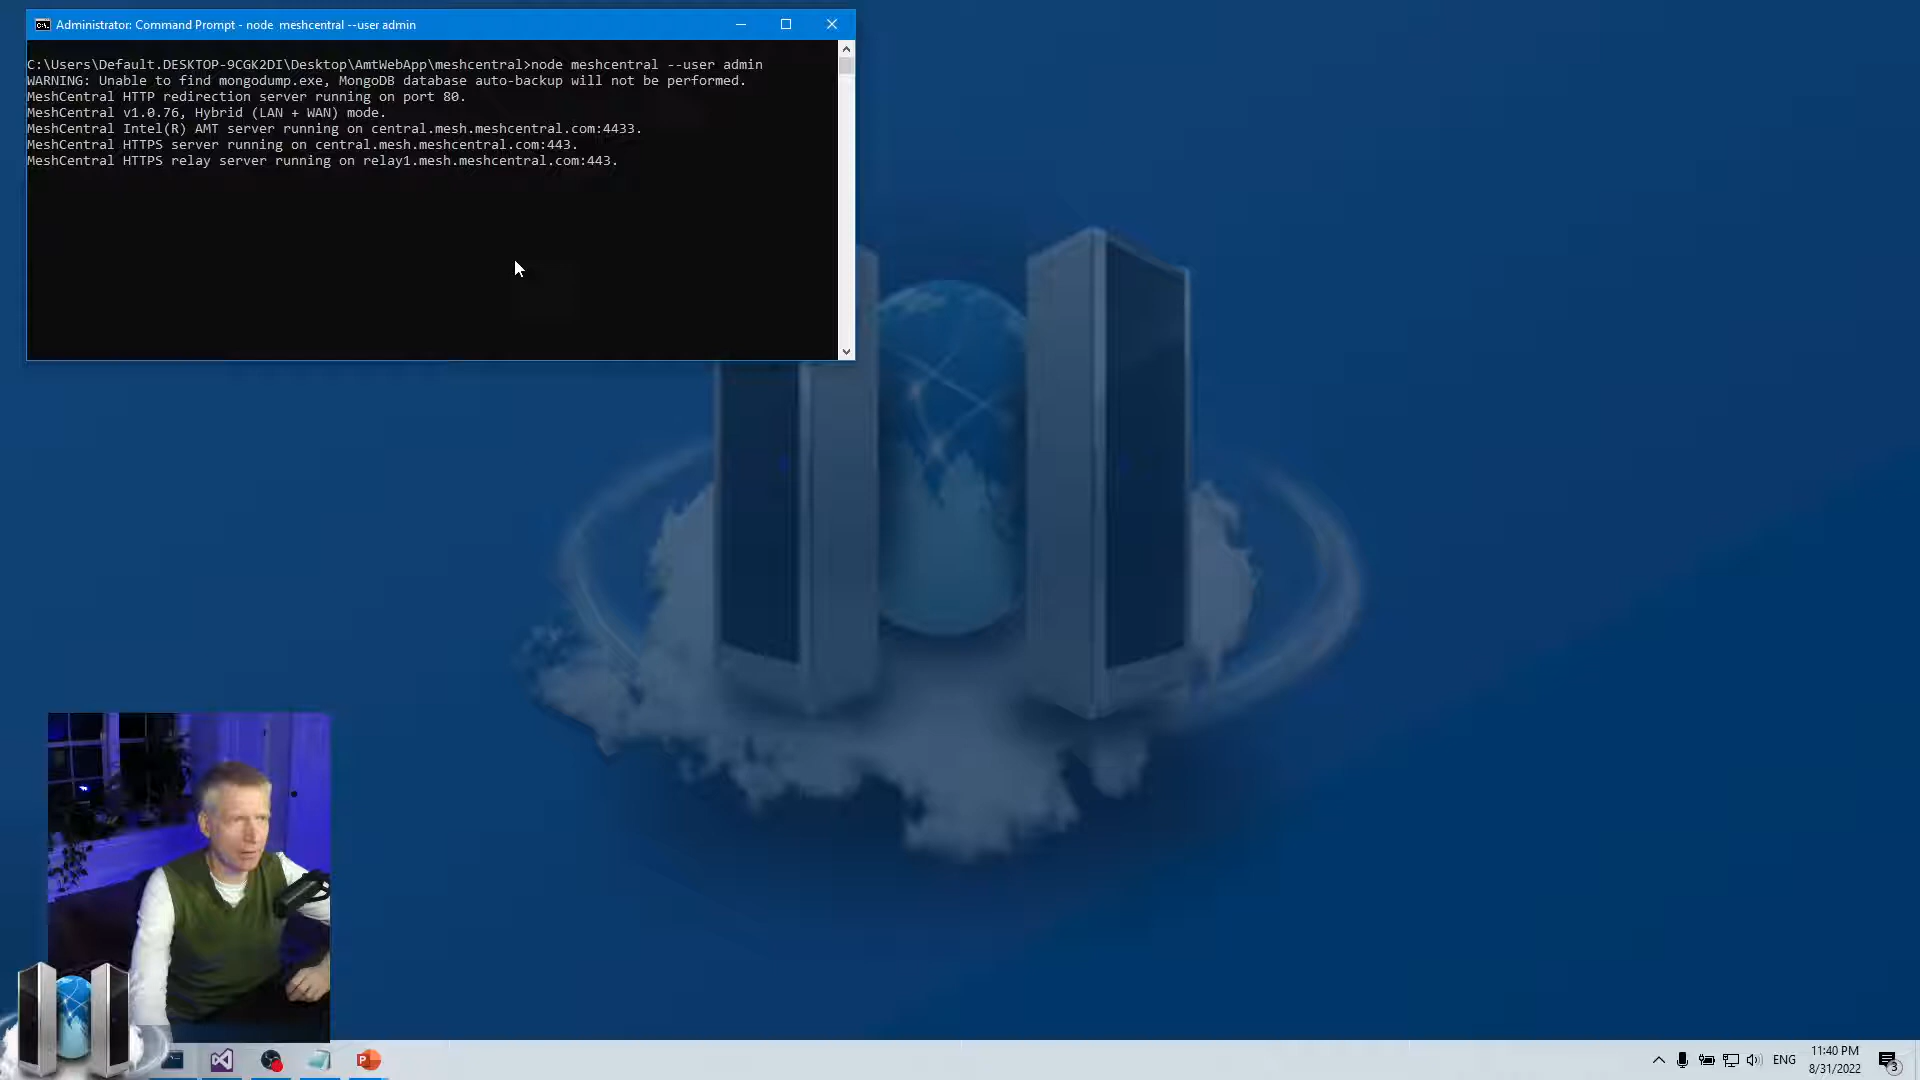 Administrator: Command Prompt - node  meshcentral --user admin
C:\Users\Default.DESKTOP-9CGK2DI\Desktop\AmtWebApp\meshcentral>node meshcentral --user admin
WARNING: Unable to find mongodump.exe, MongoDB database auto-backup will not be performed.
MeshCentral HTTP redirection server running on port 80.
MeshCentral v1.0.76, Hybrid (LAN + WAN) mode.
MeshCentral Intel(R) AMT server running on central.mesh.meshcentral.com:4433.
MeshCentral HTTPS server running on central.mesh.meshcentral.com:443.
MeshCentral HTTPS relay server running on relay1.mesh.meshcentral.com:443.
ENG
11:40 PM
8/31/2022
3